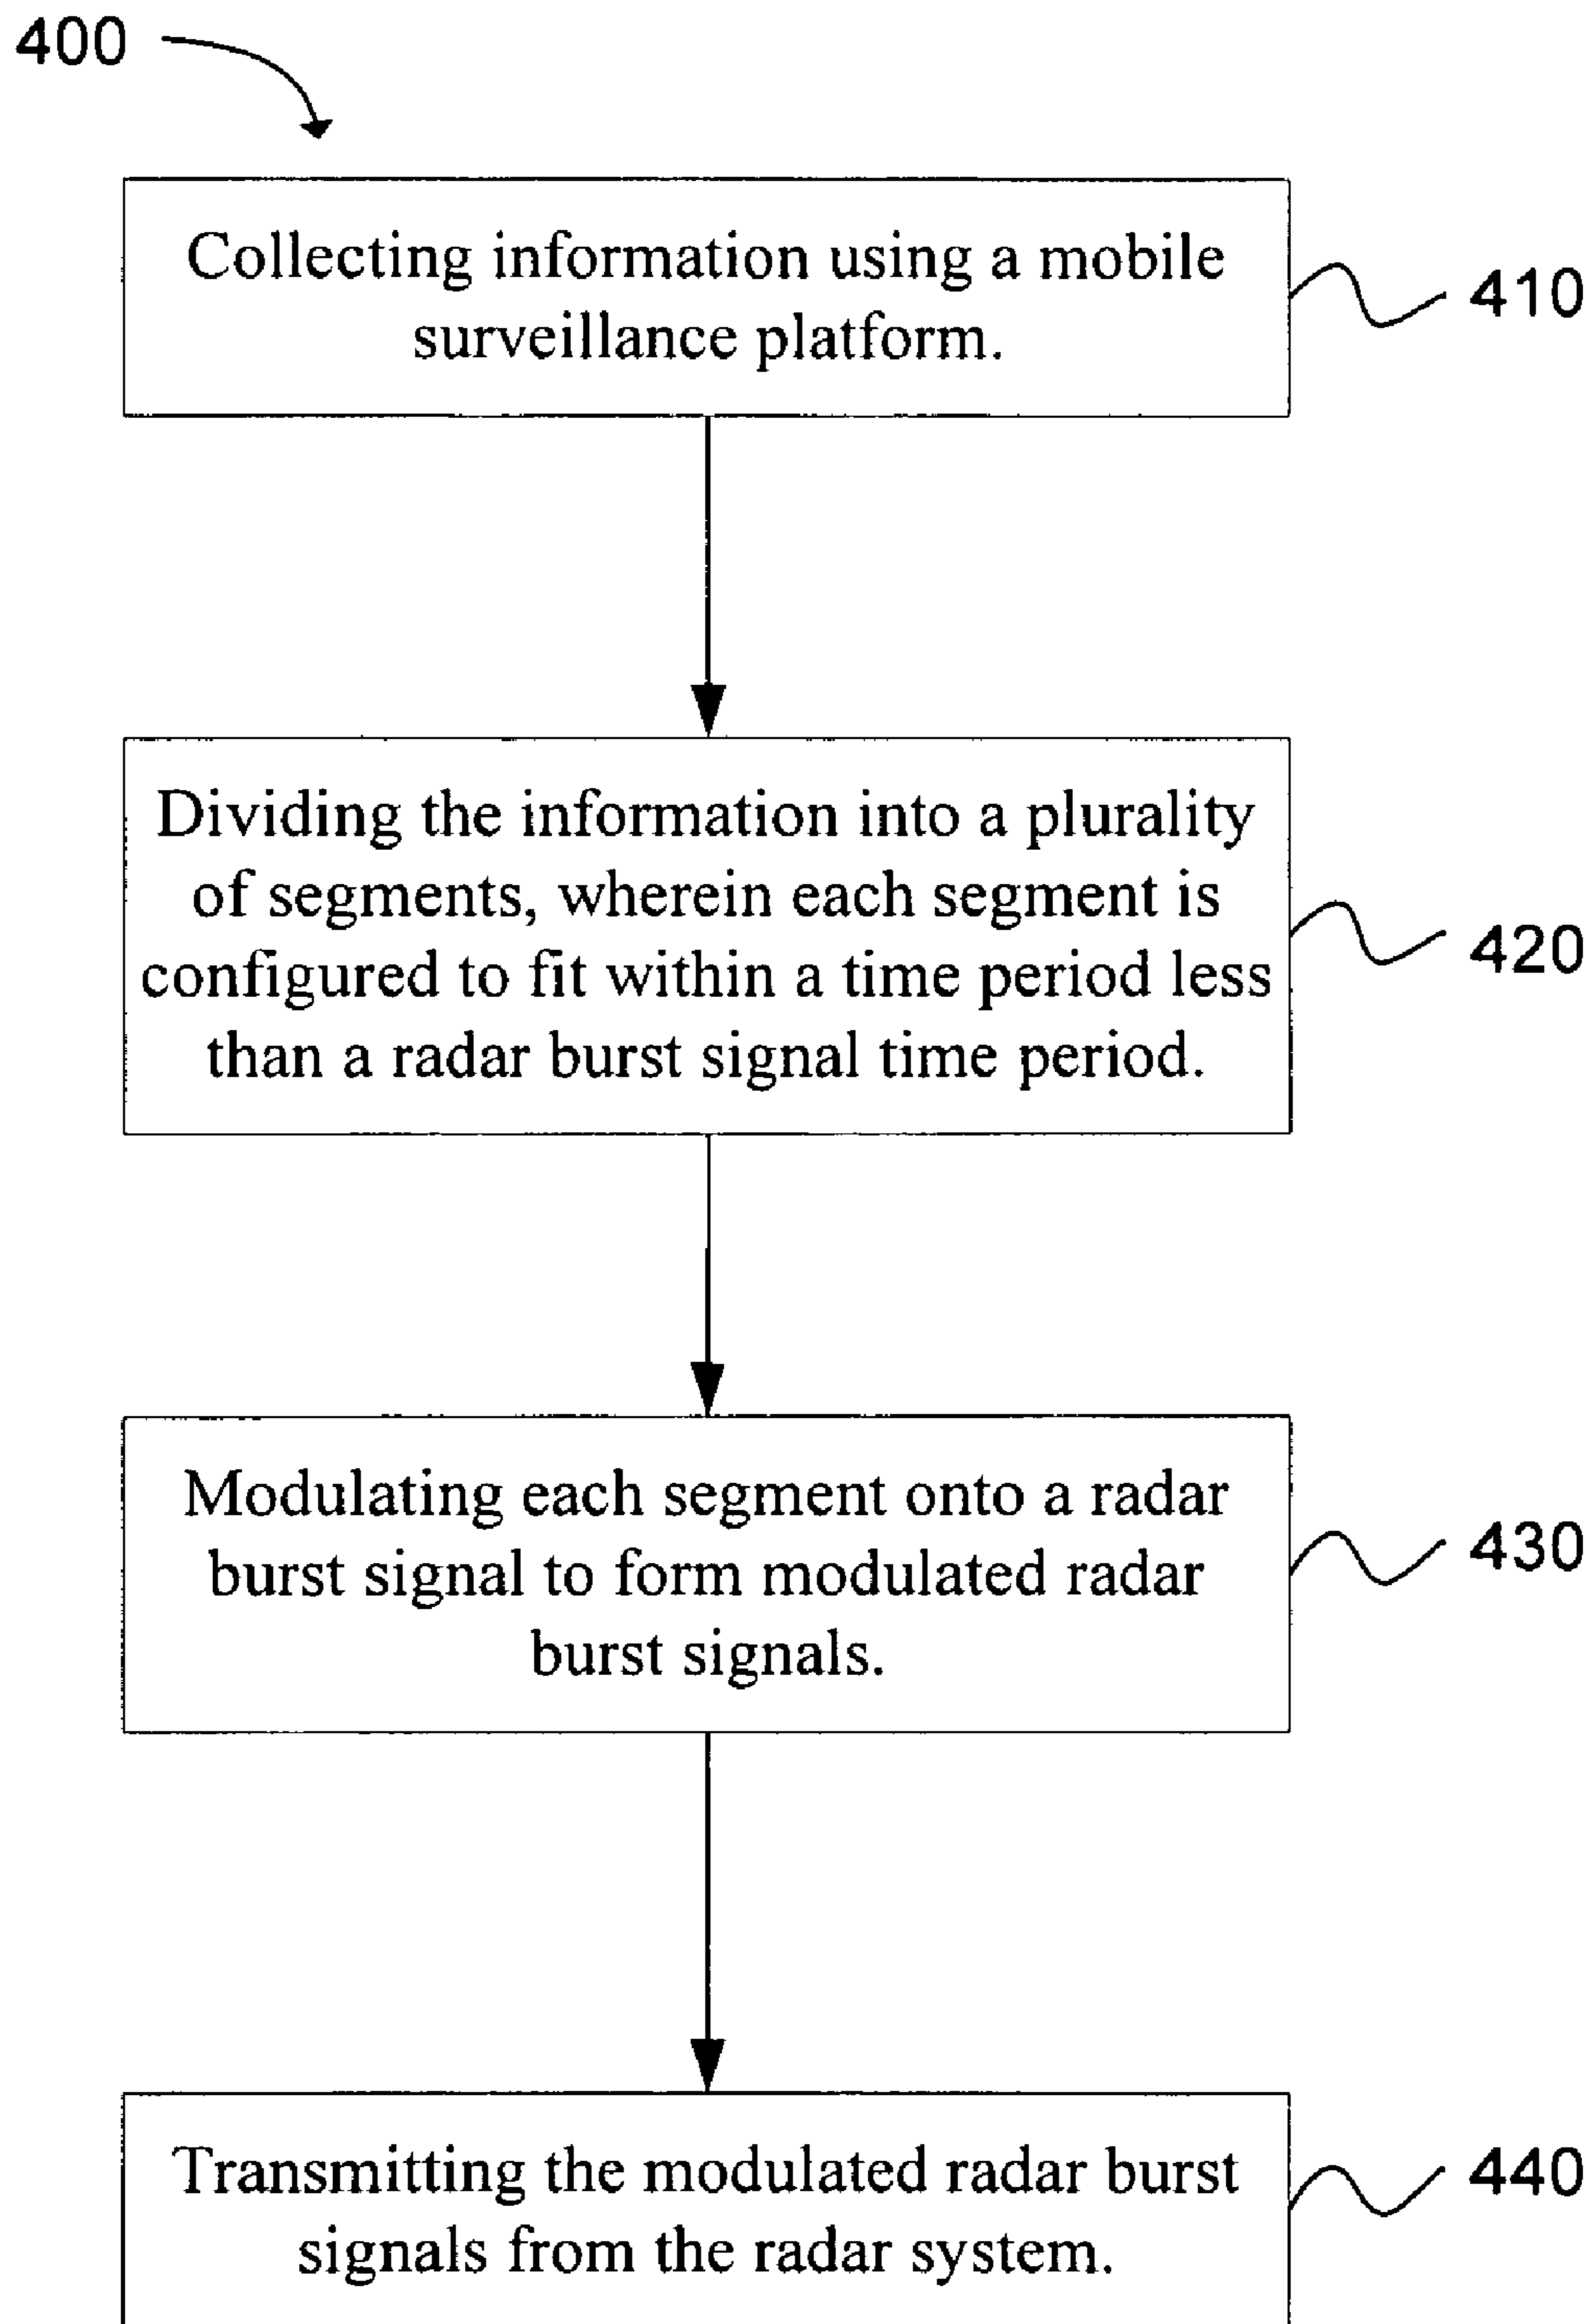 400
Collecting information using a mobile
surveillance platform.
410
Dividing the information into a plurality
of segments, wherein each segment is
configured to fit within a time period less
than a radar burst signal time period.
420
Modulating each segment onto a radar
burst signal to form modulated radar
burst signals.
430
Transmitting the modulated radar burst
signals from the radar system.
440